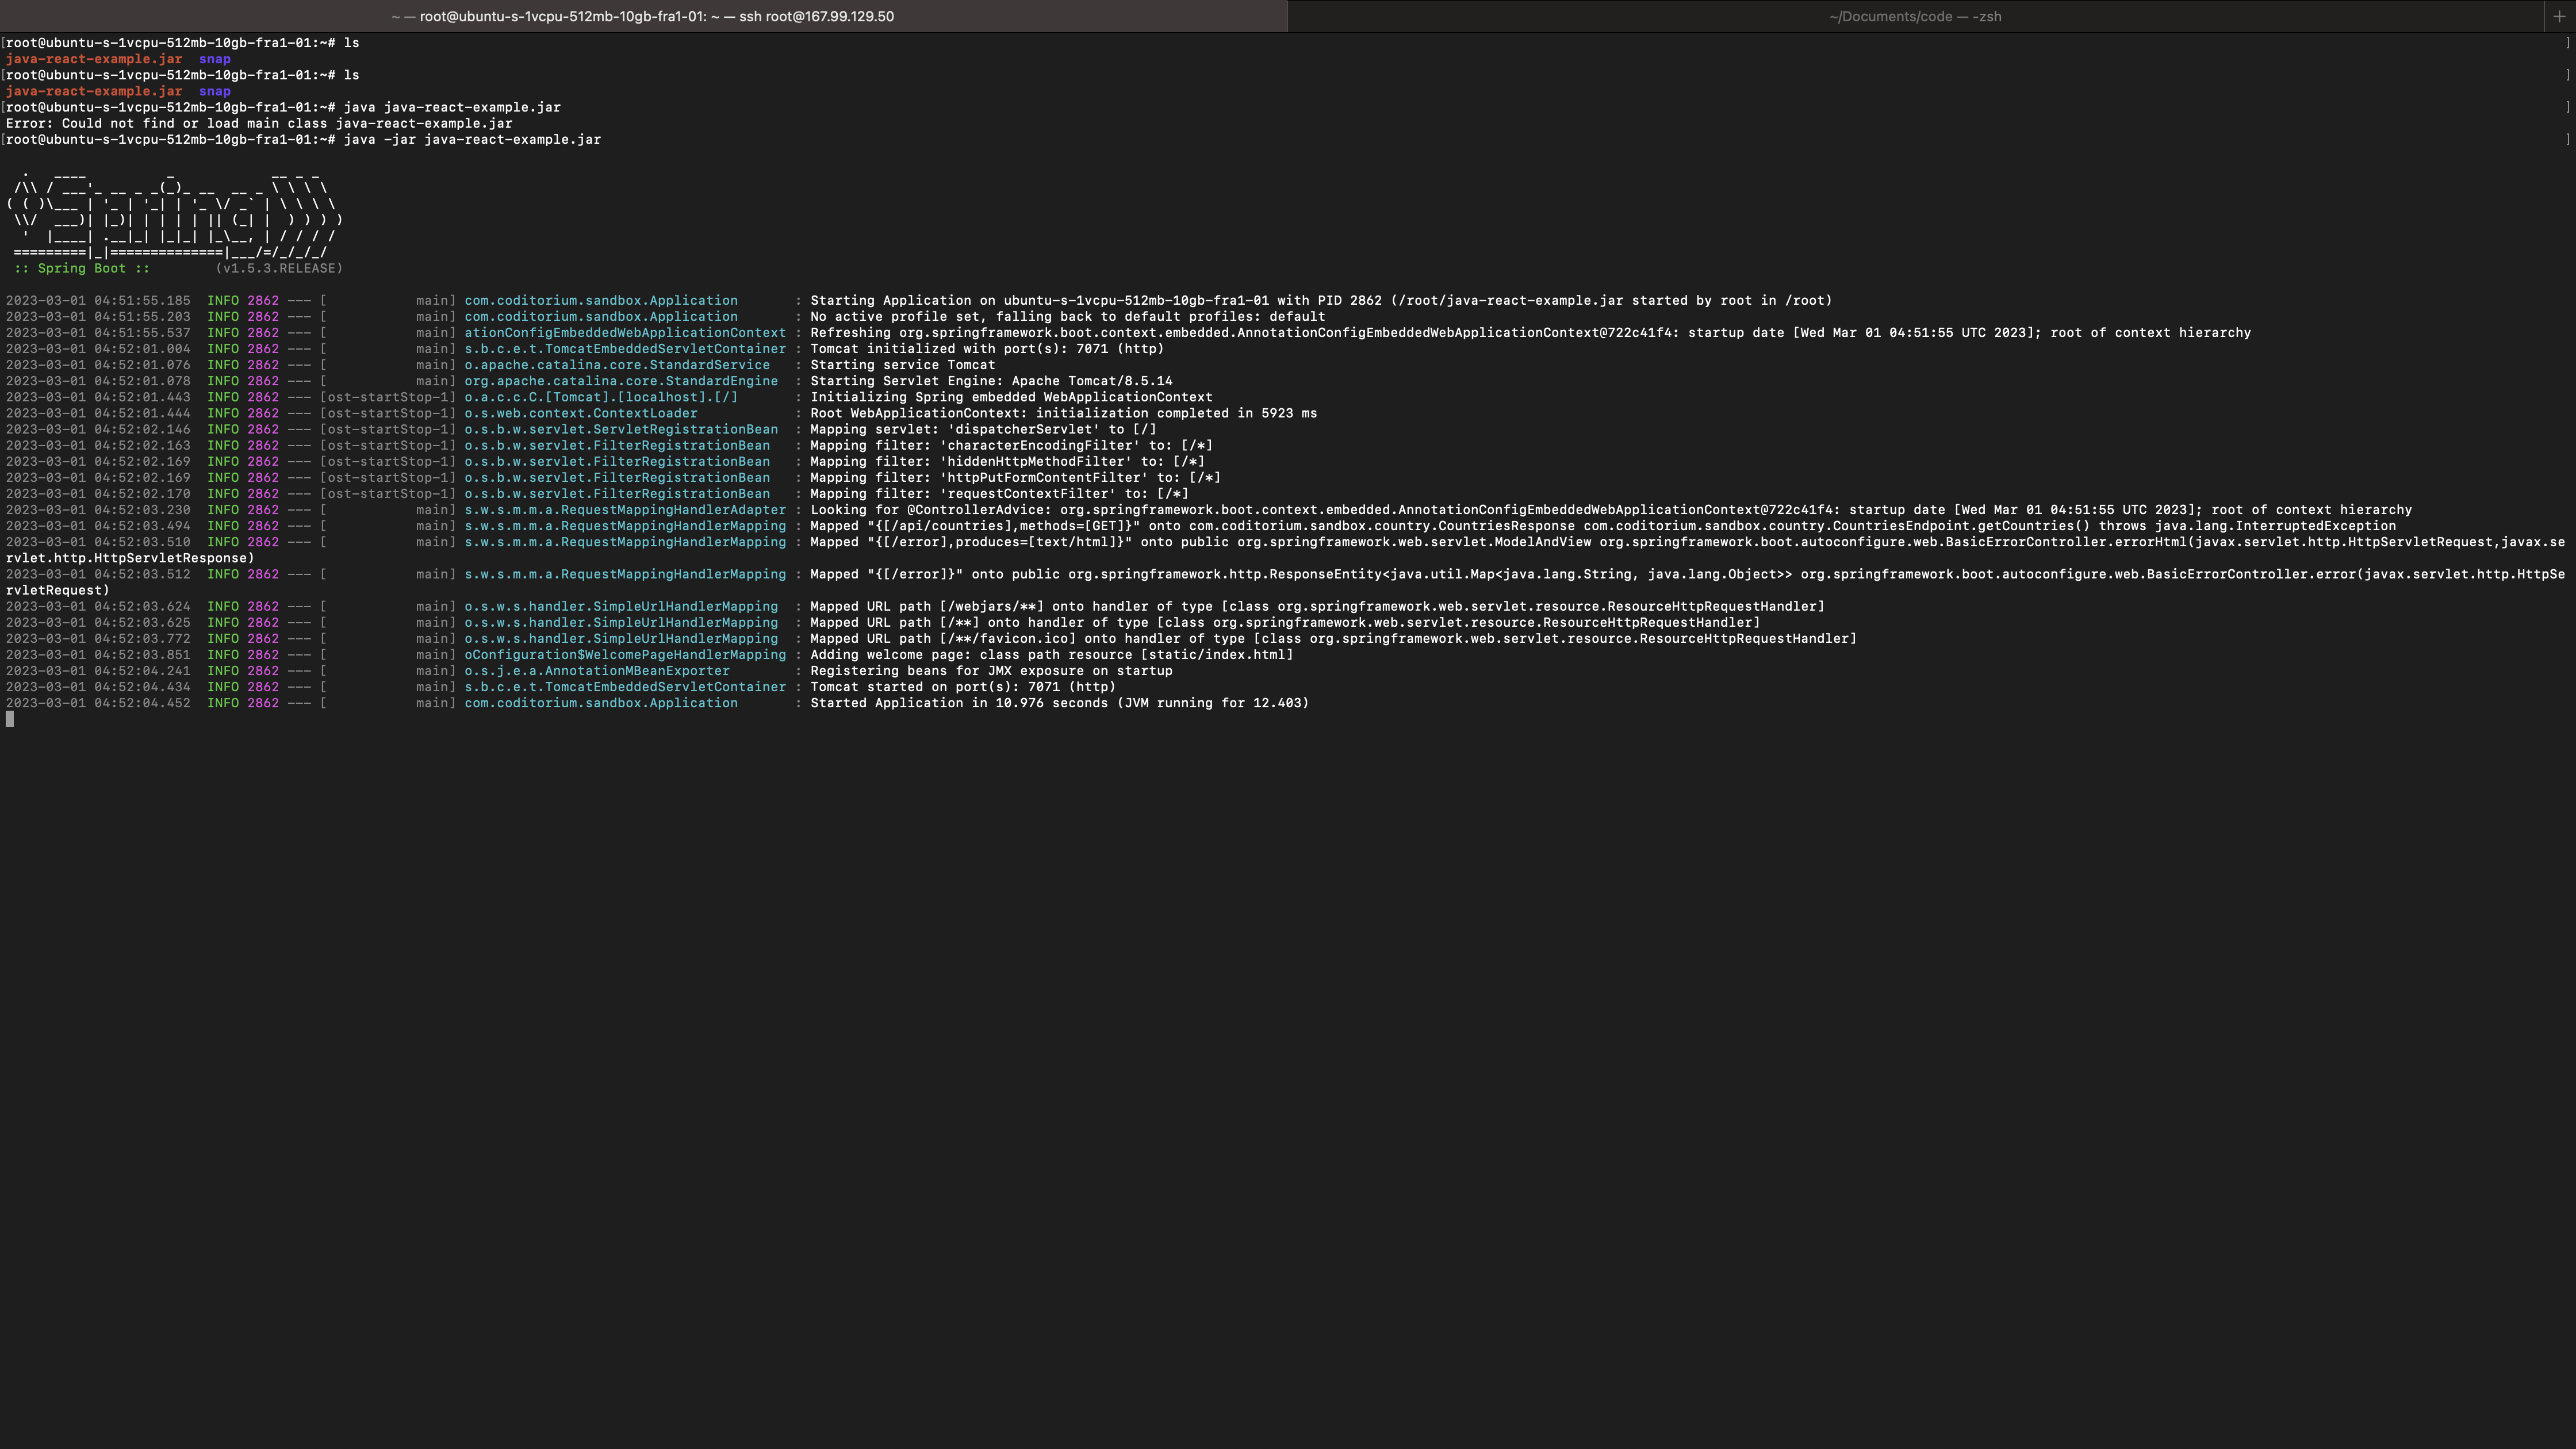 ~ — root@ubuntu-s-1vcpu-512mb-10gb-fra1-01: ~ — ssh root@167.99.129.50
~/Documents/code — -zsh
+
[root@ubuntu-s-1vcpu-512mb-10gb-fra1-01:~# ls ]
java-react-example.jar  snap
[root@ubuntu-s-1vcpu-512mb-10gb-fra1-01:~# ls ]
java-react-example.jar  snap
[root@ubuntu-s-1vcpu-512mb-10gb-fra1-01:~# java java-react-example.jar ]
Error: Could not find or load main class java-react-example.jar
[root@ubuntu-s-1vcpu-512mb-10gb-fra1-01:~# java -jar java-react-example.jar ]
  .   ____          _            __ _ _
 /\\ / ___'_ __ _ _(_)_ __  __ _ \ \ \ \
( ( )\___ | '_ | '_| | '_ \/ _` | \ \ \ \
 \\/  ___)| |_)| | | | | || (_| |  ) ) ) )
  '  |____| .__|_| |_|_| |_\__, | / / / /
 =========|_|==============|___/=/_/_/_/
 :: Spring Boot ::        (v1.5.3.RELEASE)
2023-03-01 04:51:55.185  INFO 2862 --- [           main] com.coditorium.sandbox.Application       : Starting Application on ubuntu-s-1vcpu-512mb-10gb-fra1-01 with PID 2862 (/root/java-react-example.jar started by root in /root)
2023-03-01 04:51:55.203  INFO 2862 --- [           main] com.coditorium.sandbox.Application       : No active profile set, falling back to default profiles: default
2023-03-01 04:51:55.537  INFO 2862 --- [           main] ationConfigEmbeddedWebApplicationContext : Refreshing org.springframework.boot.context.embedded.AnnotationConfigEmbeddedWebApplicationContext@722c41f4: startup date [Wed Mar 01 04:51:55 UTC 2023]; root of context hierarchy
2023-03-01 04:52:01.004  INFO 2862 --- [           main] s.b.c.e.t.TomcatEmbeddedServletContainer : Tomcat initialized with port(s): 7071 (http)
2023-03-01 04:52:01.076  INFO 2862 --- [           main] o.apache.catalina.core.StandardService   : Starting service Tomcat
2023-03-01 04:52:01.078  INFO 2862 --- [           main] org.apache.catalina.core.StandardEngine  : Starting Servlet Engine: Apache Tomcat/8.5.14
2023-03-01 04:52:01.443  INFO 2862 --- [ost-startStop-1] o.a.c.c.C.[Tomcat].[localhost].[/]       : Initializing Spring embedded WebApplicationContext
2023-03-01 04:52:01.444  INFO 2862 --- [ost-startStop-1] o.s.web.context.ContextLoader            : Root WebApplicationContext: initialization completed in 5923 ms
2023-03-01 04:52:02.146  INFO 2862 --- [ost-startStop-1] o.s.b.w.servlet.ServletRegistrationBean  : Mapping servlet: 'dispatcherServlet' to [/]
2023-03-01 04:52:02.163  INFO 2862 --- [ost-startStop-1] o.s.b.w.servlet.FilterRegistrationBean   : Mapping filter: 'characterEncodingFilter' to: [/*]
2023-03-01 04:52:02.169  INFO 2862 --- [ost-startStop-1] o.s.b.w.servlet.FilterRegistrationBean   : Mapping filter: 'hiddenHttpMethodFilter' to: [/*]
2023-03-01 04:52:02.169  INFO 2862 --- [ost-startStop-1] o.s.b.w.servlet.FilterRegistrationBean   : Mapping filter: 'httpPutFormContentFilter' to: [/*]
2023-03-01 04:52:02.170  INFO 2862 --- [ost-startStop-1] o.s.b.w.servlet.FilterRegistrationBean   : Mapping filter: 'requestContextFilter' to: [/*]
2023-03-01 04:52:03.230  INFO 2862 --- [           main] s.w.s.m.m.a.RequestMappingHandlerAdapter : Looking for @ControllerAdvice: org.springframework.boot.context.embedded.AnnotationConfigEmbeddedWebApplicationContext@722c41f4: startup date [Wed Mar 01 04:51:55 UTC 2023]; root of context hierarchy
2023-03-01 04:52:03.494  INFO 2862 --- [           main] s.w.s.m.m.a.RequestMappingHandlerMapping : Mapped "{[/api/countries],methods=[GET]}" onto com.coditorium.sandbox.country.CountriesResponse com.coditorium.sandbox.country.CountriesEndpoint.getCountries() throws java.lang.InterruptedException
2023-03-01 04:52:03.510  INFO 2862 --- [           main] s.w.s.m.m.a.RequestMappingHandlerMapping : Mapped "{[/error],produces=[text/html]}" onto public org.springframework.web.servlet.ModelAndView org.springframework.boot.autoconfigure.web.BasicErrorController.errorHtml(javax.servlet.http.HttpServletRequest,javax.se
rvlet.http.HttpServletResponse)
2023-03-01 04:52:03.512  INFO 2862 --- [           main] s.w.s.m.m.a.RequestMappingHandlerMapping : Mapped "{[/error]}" onto public org.springframework.http.ResponseEntity<java.util.Map<java.lang.String, java.lang.Object>> org.springframework.boot.autoconfigure.web.BasicErrorController.error(javax.servlet.http.HttpSe
rvletRequest)
2023-03-01 04:52:03.624  INFO 2862 --- [           main] o.s.w.s.handler.SimpleUrlHandlerMapping  : Mapped URL path [/webjars/**] onto handler of type [class org.springframework.web.servlet.resource.ResourceHttpRequestHandler]
2023-03-01 04:52:03.625  INFO 2862 --- [           main] o.s.w.s.handler.SimpleUrlHandlerMapping  : Mapped URL path [/**] onto handler of type [class org.springframework.web.servlet.resource.ResourceHttpRequestHandler]
2023-03-01 04:52:03.772  INFO 2862 --- [           main] o.s.w.s.handler.SimpleUrlHandlerMapping  : Mapped URL path [/**/favicon.ico] onto handler of type [class org.springframework.web.servlet.resource.ResourceHttpRequestHandler]
2023-03-01 04:52:03.851  INFO 2862 --- [           main] oConfiguration$WelcomePageHandlerMapping : Adding welcome page: class path resource [static/index.html]
2023-03-01 04:52:04.241  INFO 2862 --- [           main] o.s.j.e.a.AnnotationMBeanExporter        : Registering beans for JMX exposure on startup
2023-03-01 04:52:04.434  INFO 2862 --- [           main] s.b.c.e.t.TomcatEmbeddedServletContainer : Tomcat started on port(s): 7071 (http)
2023-03-01 04:52:04.452  INFO 2862 --- [           main] com.coditorium.sandbox.Application       : Started Application in 10.976 seconds (JVM running for 12.403)